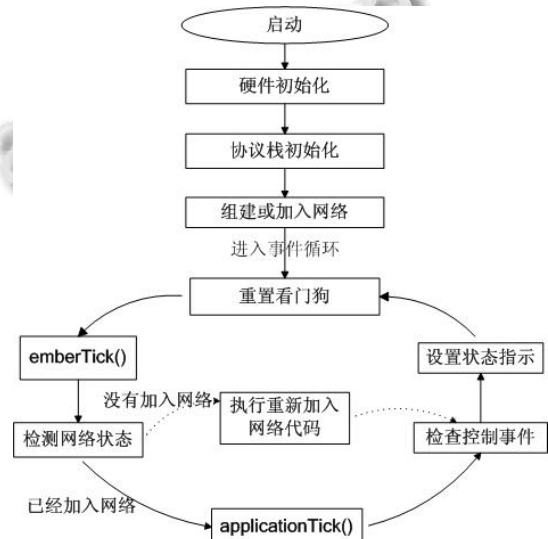 启动
硬件初始化
协议栈初始化
组建或加入网络
进入事件循环
重置看门狗
emberTick()
设置状态指示
没有加入网络
执行重新加入
网络代码
检测网络状态
检查控制事件
已经加入网络
applicationTick()